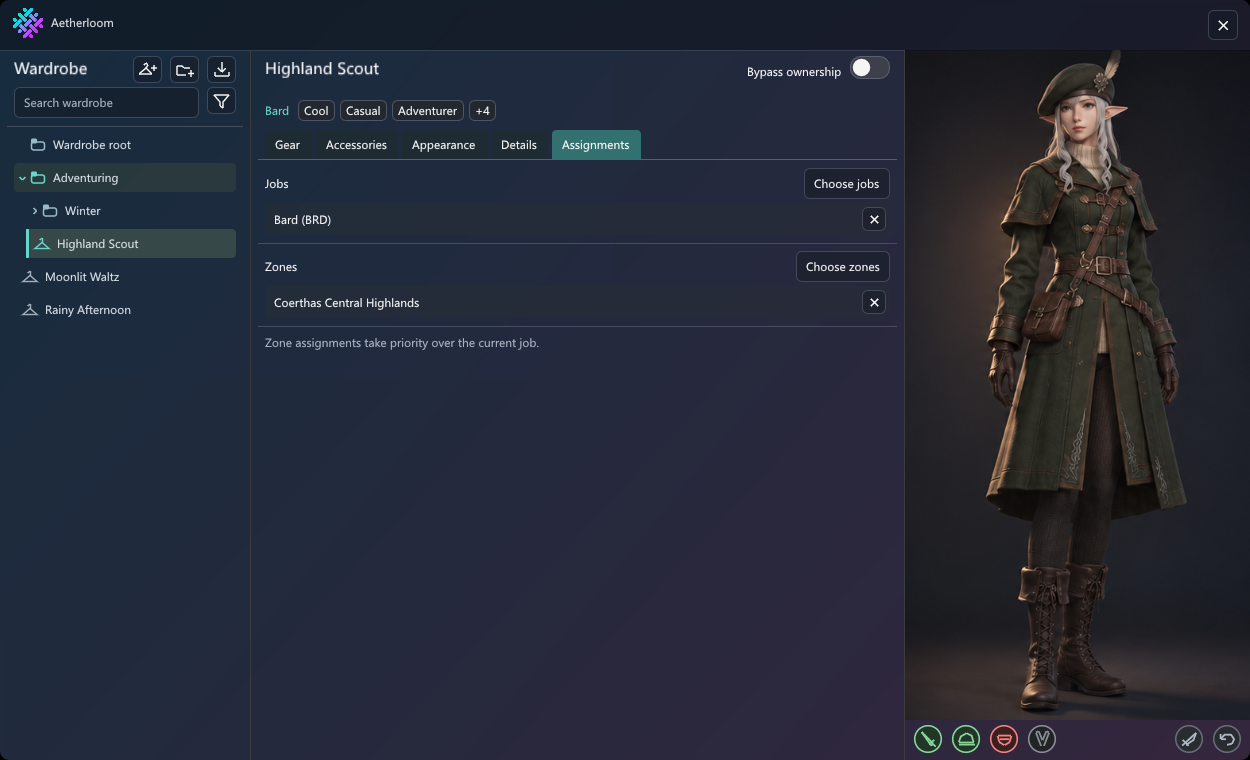 Aetherloom
Wardrobe
Search wardrobe
Wardrobe root
Adventuring
Winter
Highland Scout
Moonlit Waltz
Rainy Afternoon
Highland Scout
Bypass ownership
Bard Cool Casual Adventurer +4
Gear Accessories Appearance Details Assignments
Jobs Choose jobs
Bard (BRD)
Zones Choose zones
Coerthas Central Highlands
Zone assignments take priority over the current job.